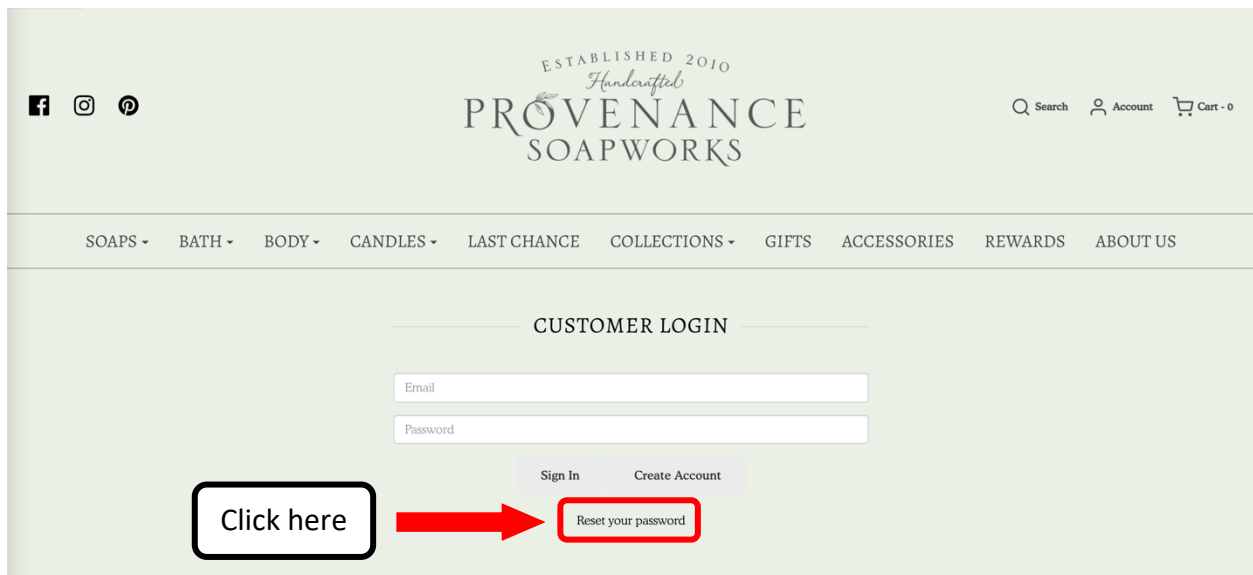 ESTABLISHED 2010
Handcrafted
PROVENANCE
SOAPWORKS
Search Account Cart - 0
SOAPS BATH BODY CANDLES LAST CHANCE COLLECTIONS GIFTS ACCESSORIES REWARDS ABOUT US
CUSTOMER LOGIN
Email
Password
Sign In Create Account
Click here Reset your password